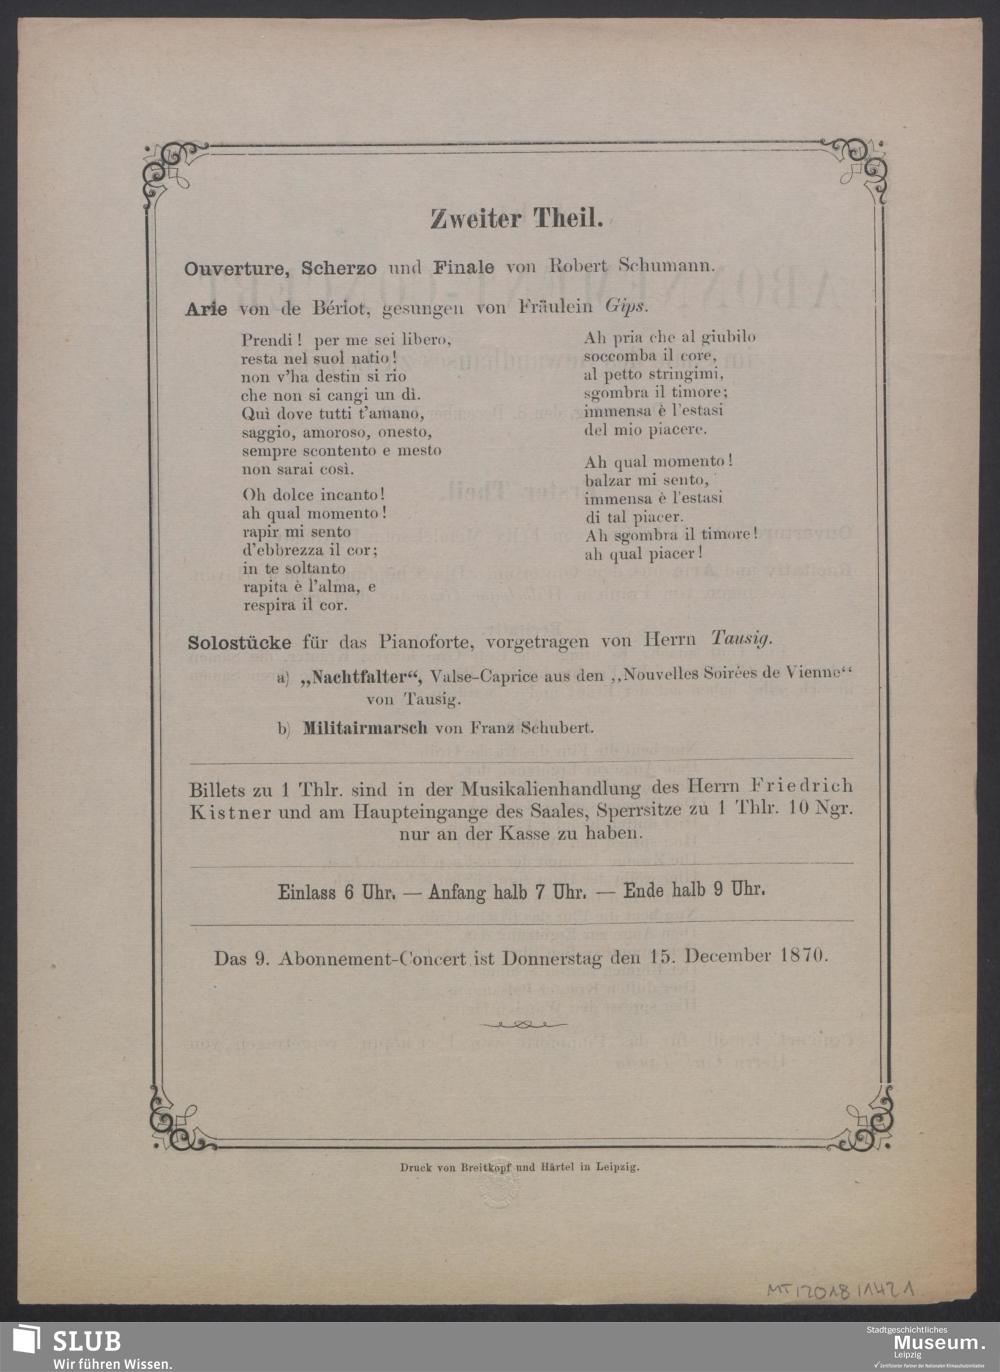 Zweiter Theil.
Ouverture, Scherzo und Finale von Robert Schumann.
Arie von de Bériot, gesungen von Fräulein Gips.
Prendi! per me sei libero,
resta nel suol natio!
non v'ha destin si rio
che non si cangi un dì.
Quì dove tutti t'amano,
saggio, amoroso, onesto,
sempre scontento e mesto
non sarai così.
Oh dolce incanto!
ah qual momento!
rapir mi sento
d'ebbrezza il cor;
in te soltanto
rapita è l'alma, e
respira il cor.
Ah pria che al giubilo
soccomba il core,
al petto stringimi,
sgombra il timore;
immensa è l'estasi
del mio piacere.
Ah qual momento!
balzar mi sento,
immensa è l'estasi
di tal piacer.
Ah sgombra il timore!
ah qual piacer!
Solostücke für das Pianoforte, vorgetragen von Herrn Tausig.
a) „Nachtfalter“, Valse-Caprice aus den „Nouvelles Soirées de Vienne“
von Tausig.
b) Militairmarsch von Franz Schubert.
Billets zu 1 Thlr. sind in der Musikalienhandlung des Herrn Friedrich
Kistner und am Haupteingange des Saales, Sperrsitze zu 1 Thlr. 10 Ngr.
nur an der Kasse zu haben.
Einlass 6 Uhr. — Anfang halb 7 Uhr. — Ende halb 9 Uhr.
Das 9. Abonnement-Concert ist Donnerstag den 15. December 1870.
Druck von Breitkopf und Härtel in Leipzig.
MT/2018/1421
SLUB
Wir führen Wissen.
Stadtgeschichtliches
Museum.
Leipzig
Zertifizierter Partner der Nationalen Klimaschutzinitiative